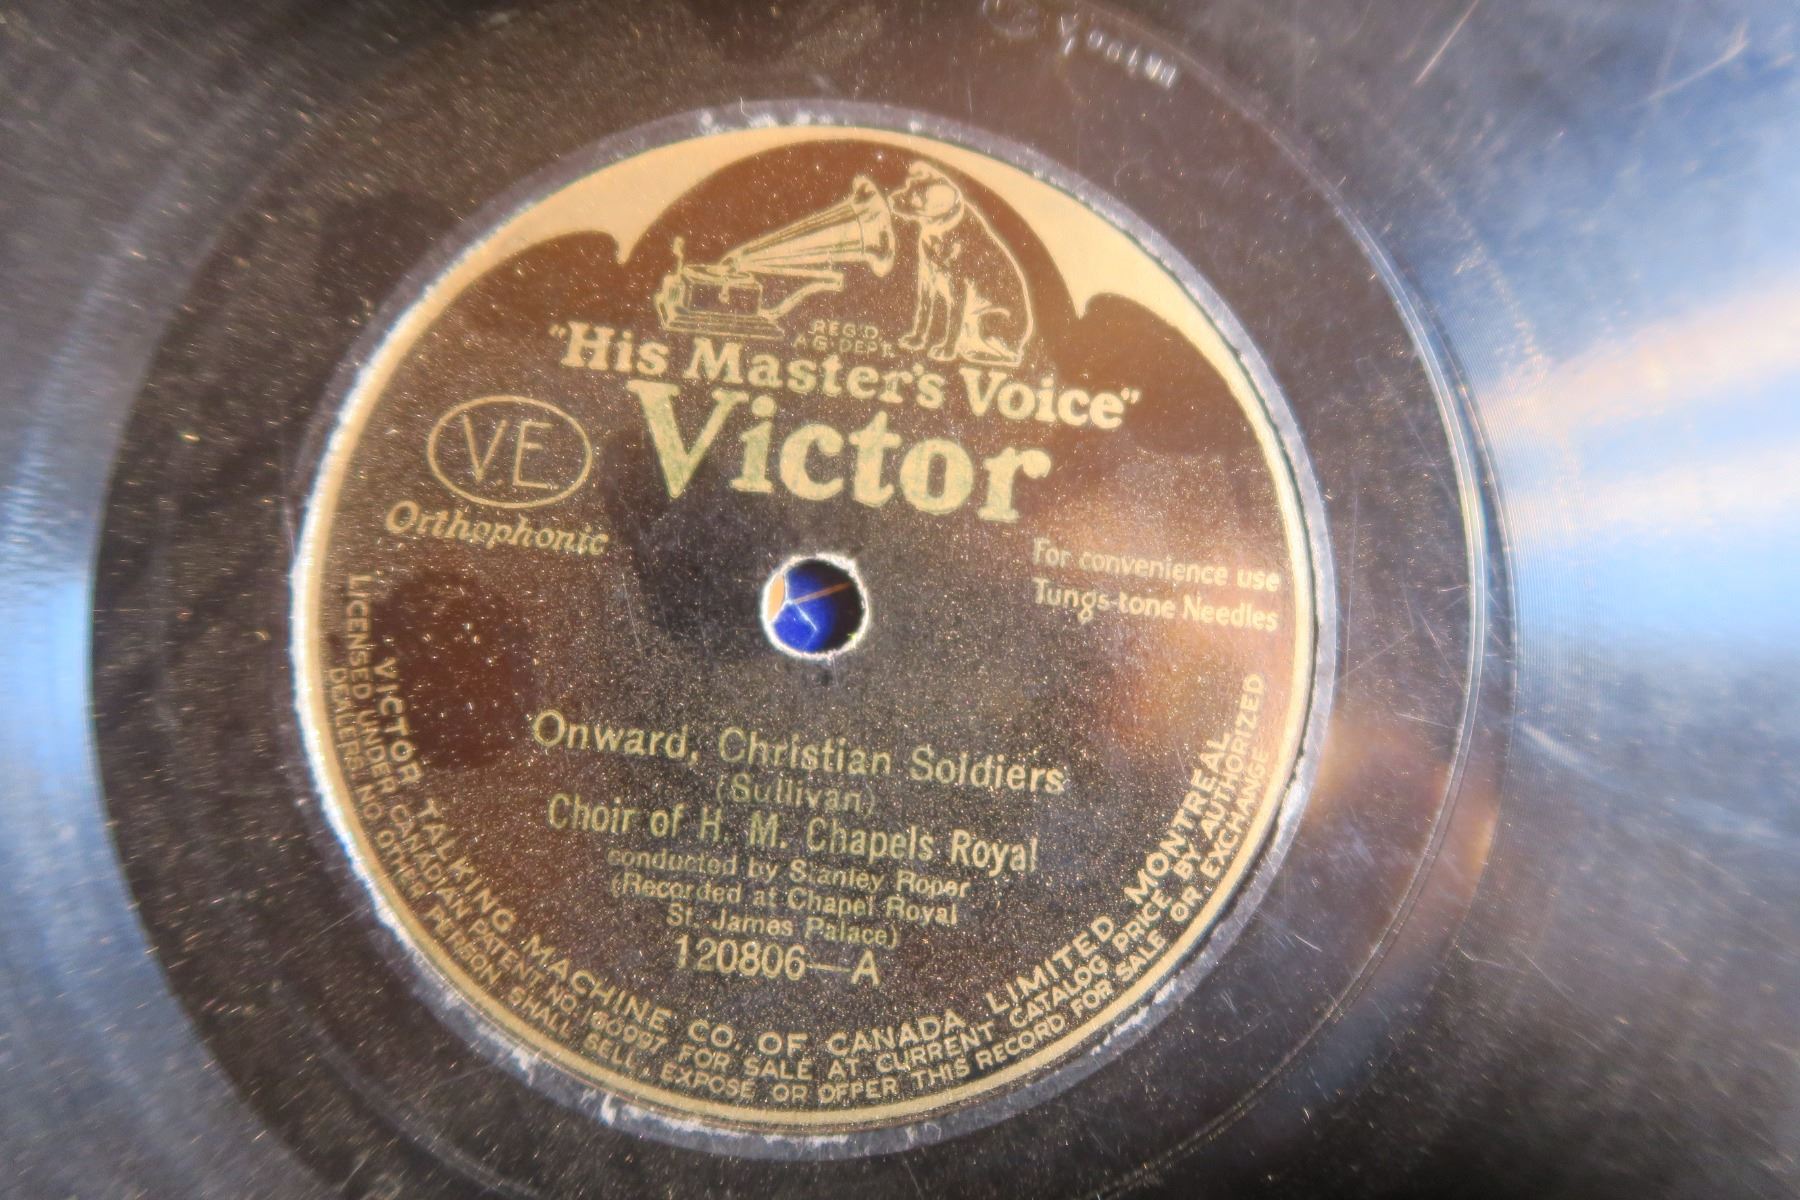 REG'D.
"His Master's Voice"
Victor
VE
Orthophonic
For convenience use
Tungs-tone Needles
Onward, Christian Soldiers
(Sullivan)
Choir of H. M. Chapels Royal
conducted by Stanley Roper
(Recorded at Chapel Royal
St. James Palace)
120806—A
VICTOR TALKING MACHINE CO. OF CANADA, LIMITED, MONTREAL
LICENSED UNDER CANADIAN PATENT NO. 160997 FOR SALE AT CURRENT CATALOG PRICE BY AUTHORIZED
DEALERS. NO OTHER PERSON SHALL SELL, EXPOSE OR OFFER THIS RECORD FOR SALE OR EXCHANGE